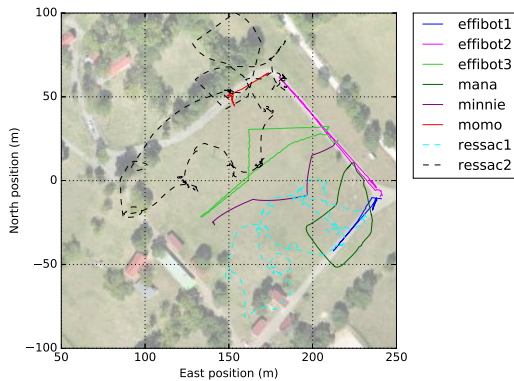 100
50
0
−50
−100
North position (m)
50
100
150
200
250
East position (m)
effibot1
effibot2
effibot3
mana
minnie
momo
ressac1
ressac2